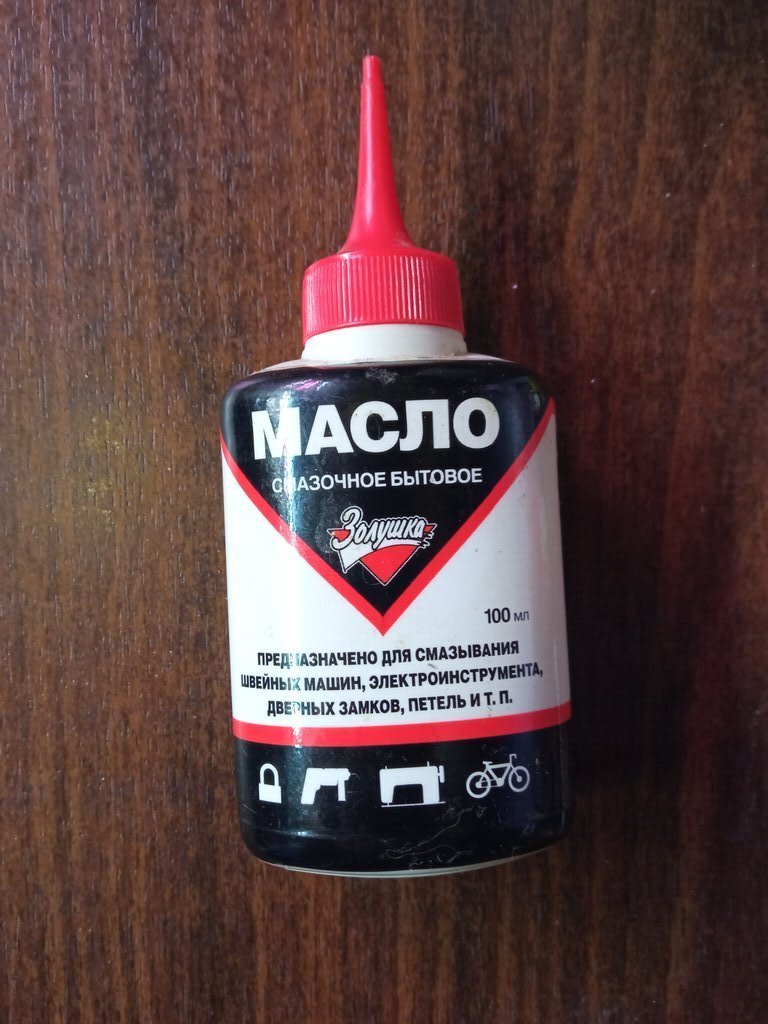 МАСЛО
СМАЗОЧНОЕ БЫТОВОЕ
Золушка
100 мл
ПРЕДНАЗНАЧЕНО ДЛЯ СМАЗЫВАНИЯ
ШВЕЙНЫХ МАШИН, ЭЛЕКТРОИНСТРУМЕНТА,
ДВЕРНЫХ ЗАМКОВ, ПЕТЕЛЬ И Т. П.